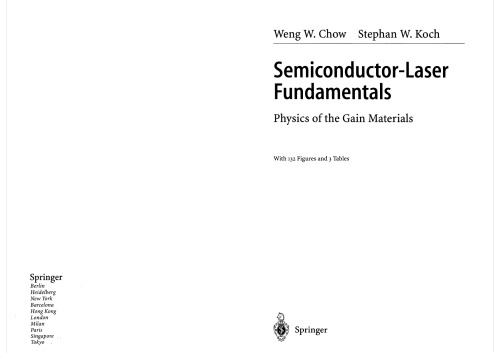 Springer
Berlin
Heidelberg
New York
Barcelona
Hong Kong
London
Milan
Paris
Singapore
Tokyo
Weng W. Chow Stephan W. Koch
Semiconductor-Laser
Fundamentals
Physics of the Gain Materials
With 132 Figures and 3 Tables
Springer